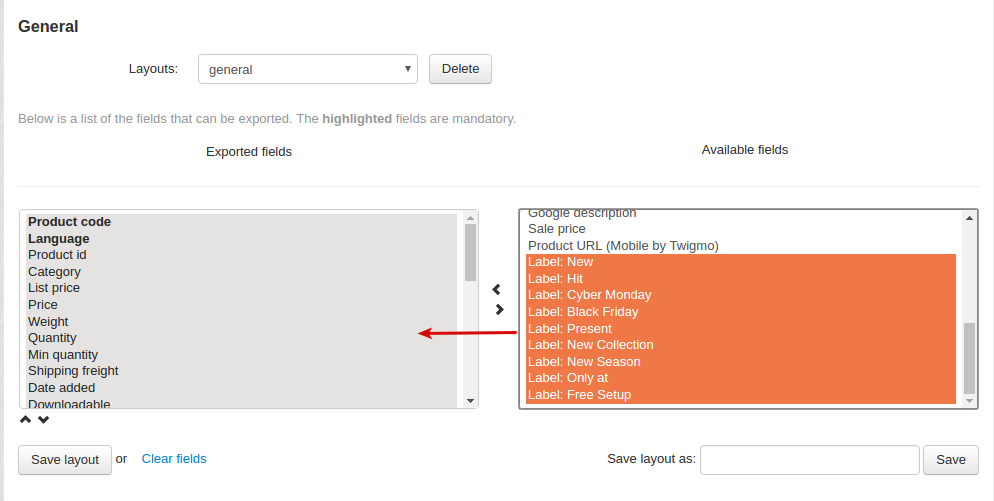 General
Layouts: general Delete
Below is a list of the fields that can be exported. The highlighted fields are mandatory.
Exported fields
Available fields
Product code
Language
Product id
Category
List price
Price
Weight
Quantity
Min quantity
Shipping freight
Date added
Downloadable
Google description
Sale price
Product URL (Mobile by Twigmo)
Label: New
Label: Hit
Label: Cyber Monday
Label: Black Friday
Label: Present
Label: New Collection
Label: New Season
Label: Only at
Label: Free Setup
Save layout or Clear fields
Save layout as: Save